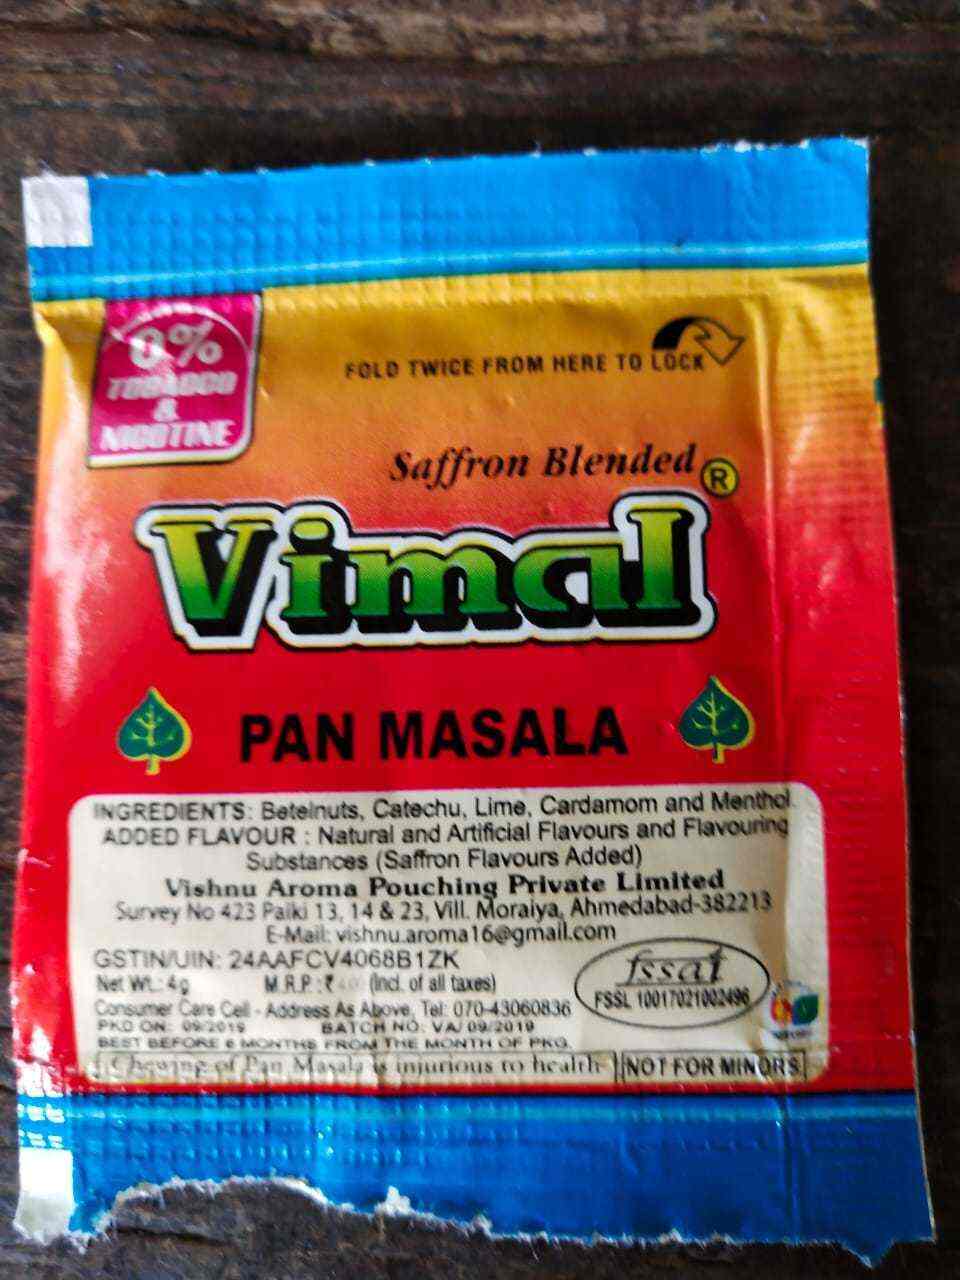 0%
TOBACCO
&
NICOTINE
FOLD TWICE FROM HERE TO LOCK
Saffron Blended
Vimal®
PAN MASALA
INGREDIENTS: Betelnuts, Catechu, Lime, Cardamom and Menthol.
ADDED FLAVOUR : Natural and Artificial Flavours and Flavouring
Substances (Saffron Flavours Added)
Vishnu Aroma Pouching Private Limited
Survey No 423 Paiki 13, 14 & 23, Vill. Moraiya, Ahmedabad-382213
E-Mail: vishnu.aroma16@gmail.com
GSTIN/UIN: 24AAFCV4068B1ZK
Net Wt.: 4g M.R.P.: ₹ (Incl. of all taxes)
Consumer Care Cell - Address As Above, Tel: 070-43060836
PKD ON: 09/2019 BATCH NO: VA/ 09/2019
BEST BEFORE 6 MONTHS FROM THE MONTH OF PKG.
fssai
FSSL 10017021002496
Chewing of Pan Masala is injurious to health NOT FOR MINORS